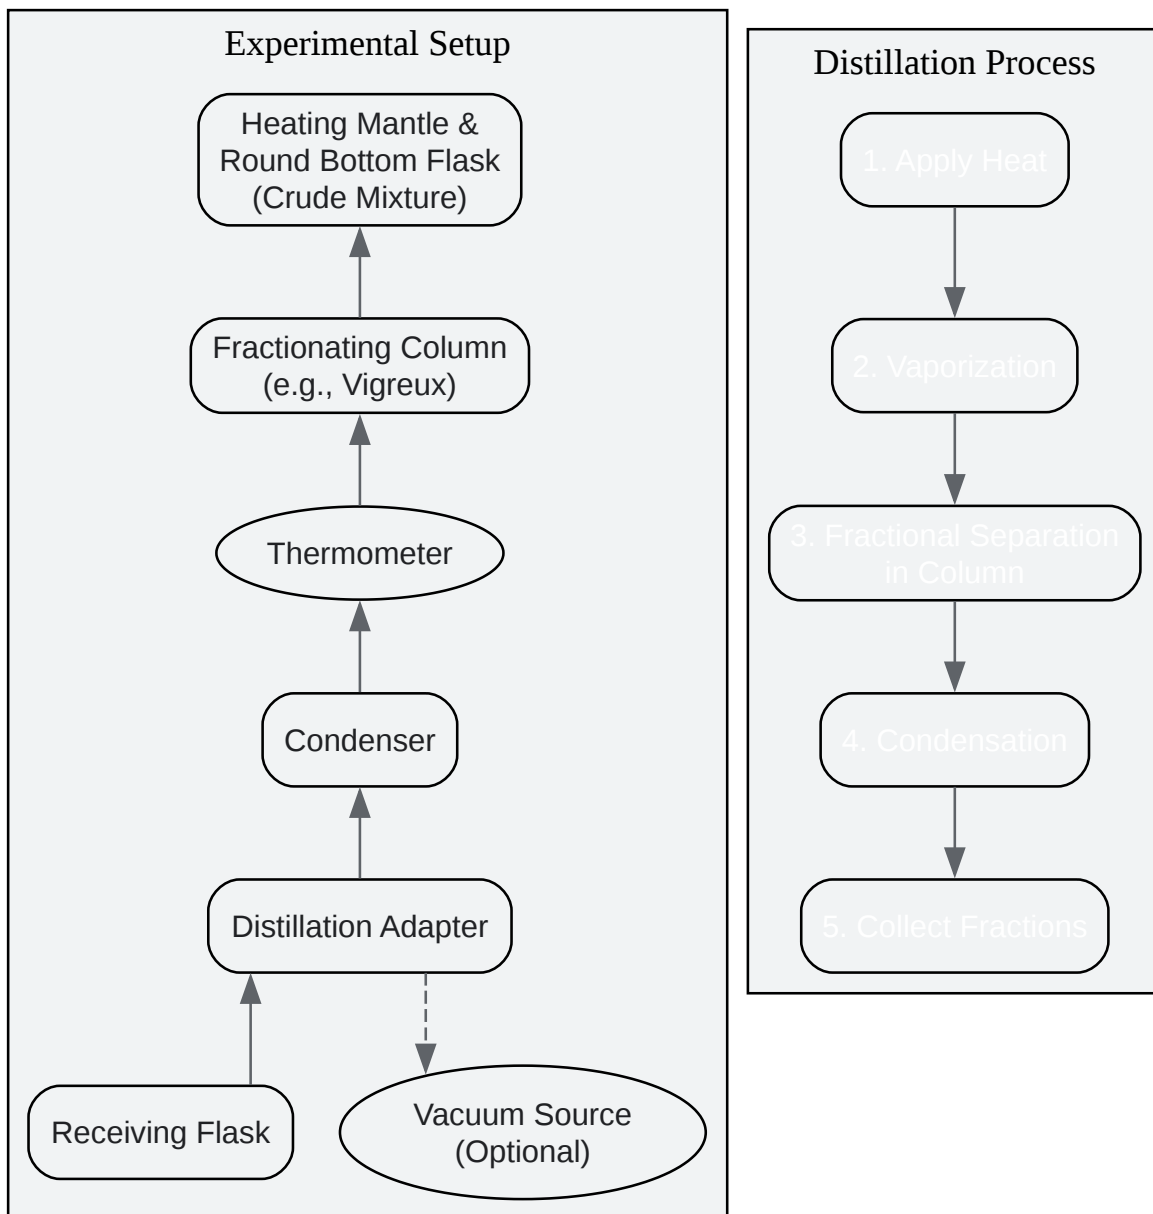 Experimental Setup
Heating Mantle &
Round Bottom Flask
(Crude Mixture)
Fractionating Column
(e.g., Vigreux)
Thermometer
Condenser
Distillation Adapter
Receiving Flask
Vacuum Source
(Optional)
Distillation Process
1. Apply Heat
2. Vaporization
3. Fractional Separation
in Column
4. Condensation
5. Collect Fractions